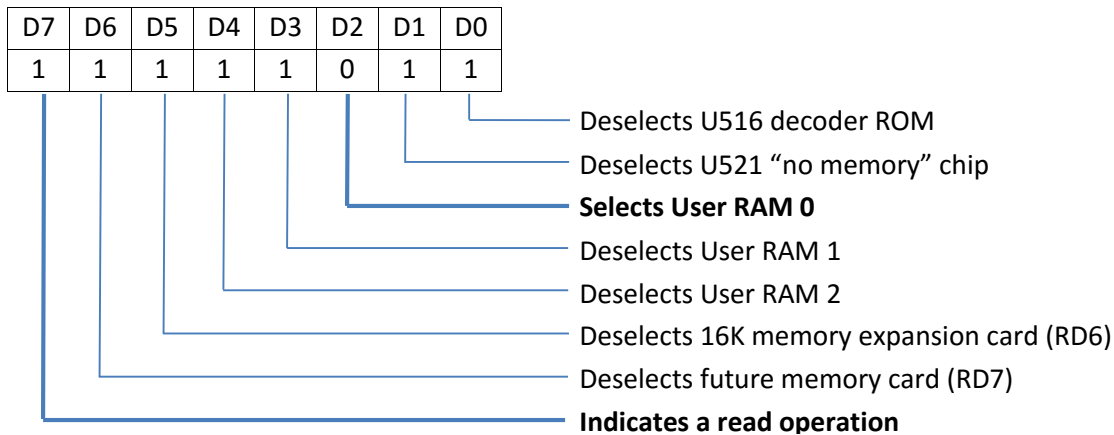 D7 D6 D5 D4 D3 D2 D1 D0
1 1 1 1 1 0 1 1
Deselects U516 decoder ROM
Deselects U521 “no memory” chip
Selects User RAM 0
Deselects User RAM 1
Deselects User RAM 2
Deselects 16K memory expansion card (RD6)
Deselects future memory card (RD7)
Indicates a read operation